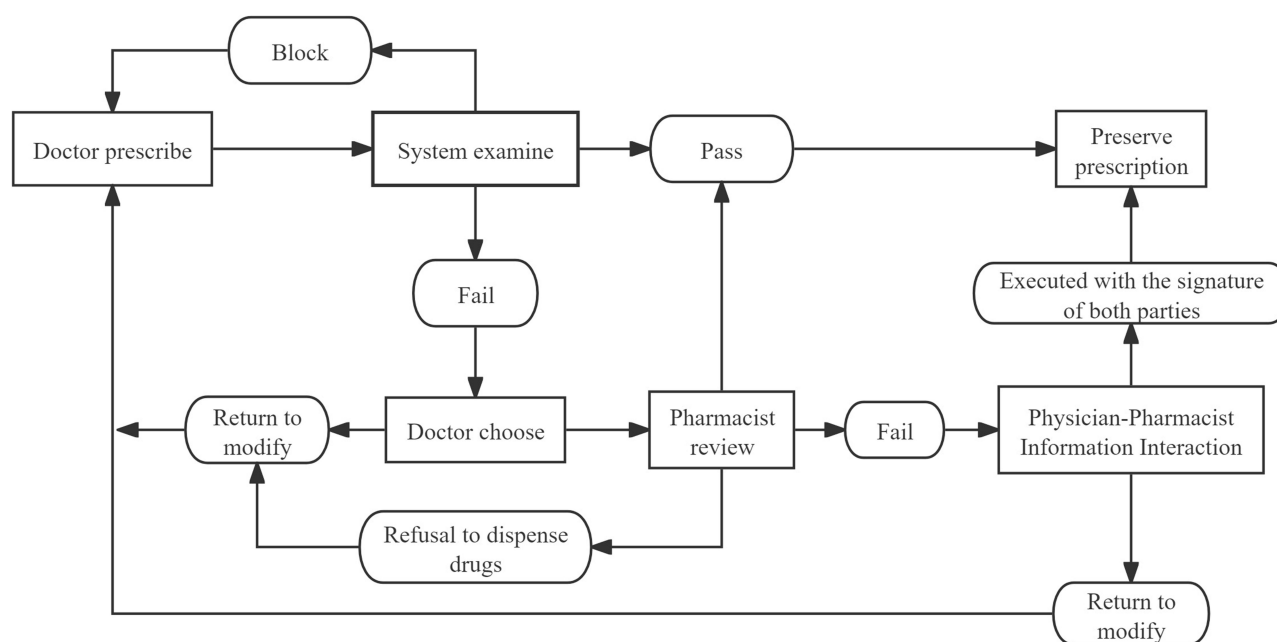 Block
Doctor prescribe
System examine
Pass
Preserve
prescription
Fail
Executed with the signature
of both parties
Return to
modify
Doctor choose
Pharmacist
review
Fail
Physician-Pharmacist
Information Interaction
Refusal to dispense
drugs
Return to
modify